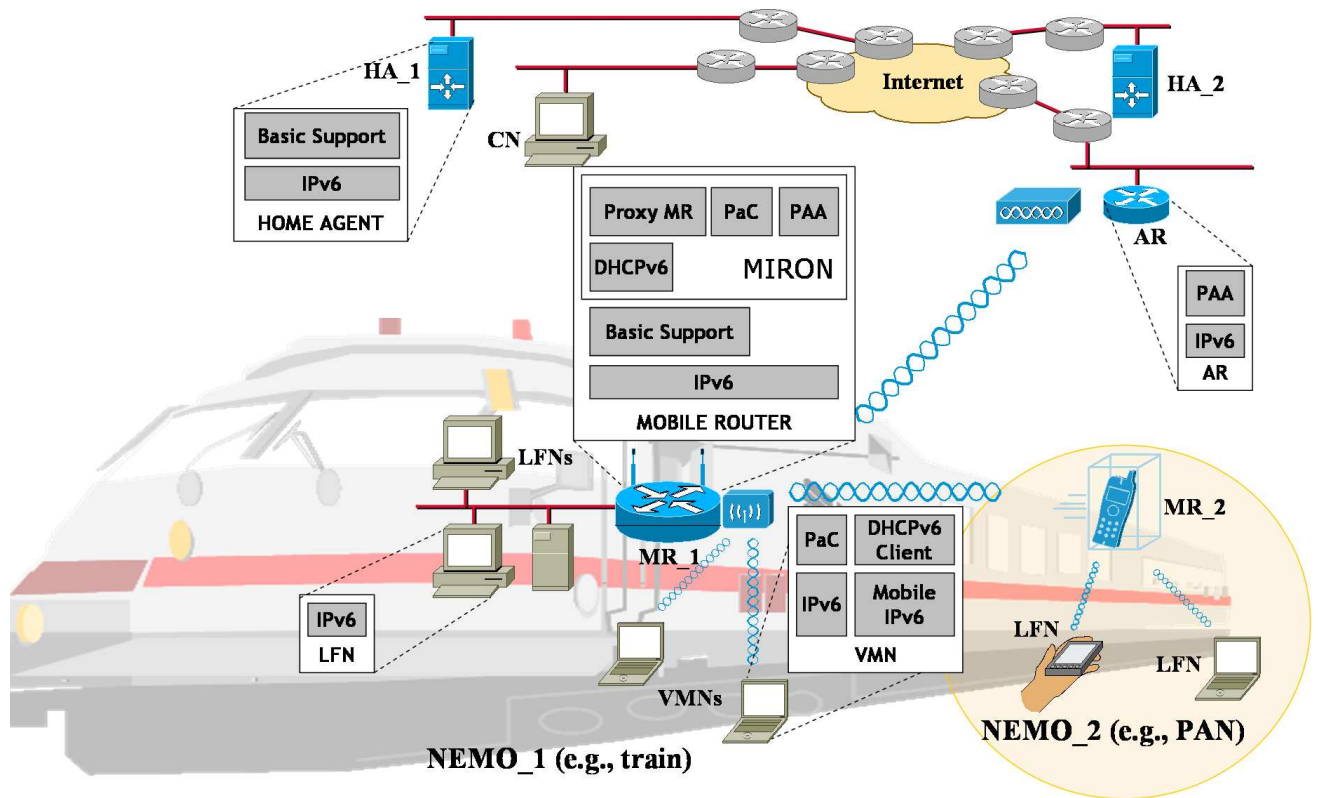 HA_1
Internet
HA_2
CN
Basic Support
IPv6
HOME AGENT
Proxy MR
PaC
PAA
DHCPv6
MIRON
Basic Support
IPv6
MOBILE ROUTER
AR
PAA
IPv6
AR
LFNs
MR_1
MR_2
PaC
DHCPv6
Client
IPv6
Mobile
IPv6
VMN
IPv6
LFN
LFN
LFN
VMNs
NEMO_2 (e.g., PAN)
NEMO_1 (e.g., train)